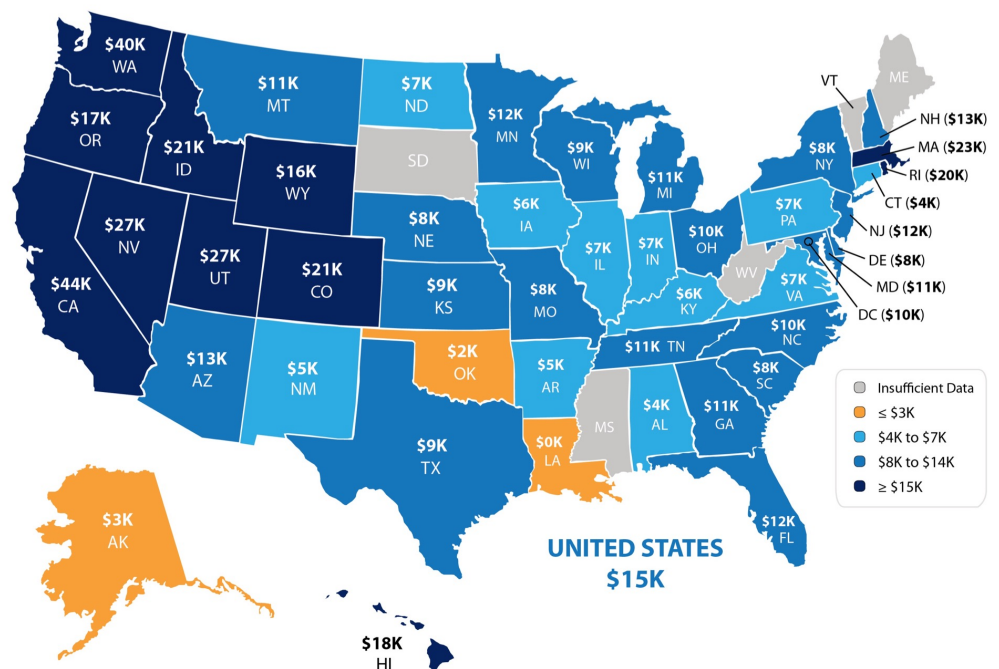 $40K
WA
$11K
MT
$7K
ND
$12K
MN
$9K
WI
$11K
MI
VT
ME
NH ($13K)
MA ($23K)
RI ($20K)
CT ($4K)
NJ ($12K)
DE ($8K)
MD ($11K)
DC ($10K)
$8K
NY
$17K
OR
$21K
ID
$16K
WY
SD
$6K
IA
$7K
PA
$27K
NV
$27K
UT
$21K
CO
$8K
NE
$7K
IL
$7K
IN
$10K
OH
WV
$7K
VA
$44K
CA
$9K
KS
$8K
MO
$6K
KY
$10K
NC
$13K
AZ
$5K
NM
$2K
OK
$5K
AR
$11K TN
$8K
SC
$9K
TX
$0K
LA
MS
$4K
AL
$11K
GA
$12K
FL
$3K
AK
$18K
HI
UNITED STATES
$15K
Insufficient Data
≤ $3K
$4K to $7K
$8K to $14K
≥ $15K